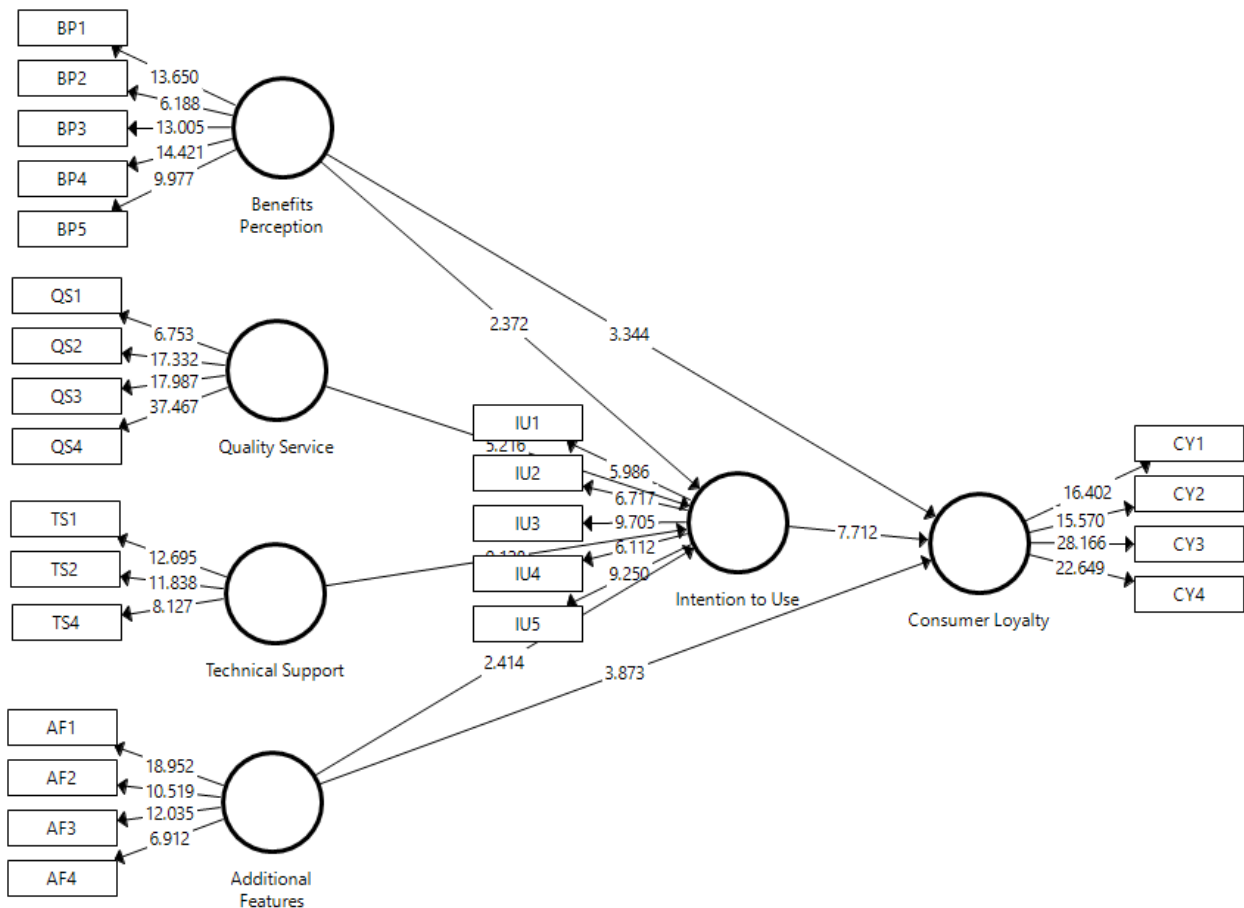 BP1
13.650
BP2
6.188
BP3
13.005
BP4
14.421
9.977
BP5
Benefits
Perception
QS1
6.753
QS2
17.332
QS3
17.987
37.467
QS4
Quality Service
TS1
12.695
TS2
11.838
TS4
8.127
Technical Support
AF1
18.952
AF2
10.519
AF3
12.035
6.912
AF4
Additional
Features
2.372
3.344
5.216
2.414
3.873
IU1
5.986
IU2
6.717
IU3
9.705
6.112
IU4
9.250
IU5
Intention to Use
7.712
Consumer Loyalty
CY1
16.402
CY2
15.570
28.166
CY3
22.649
CY4